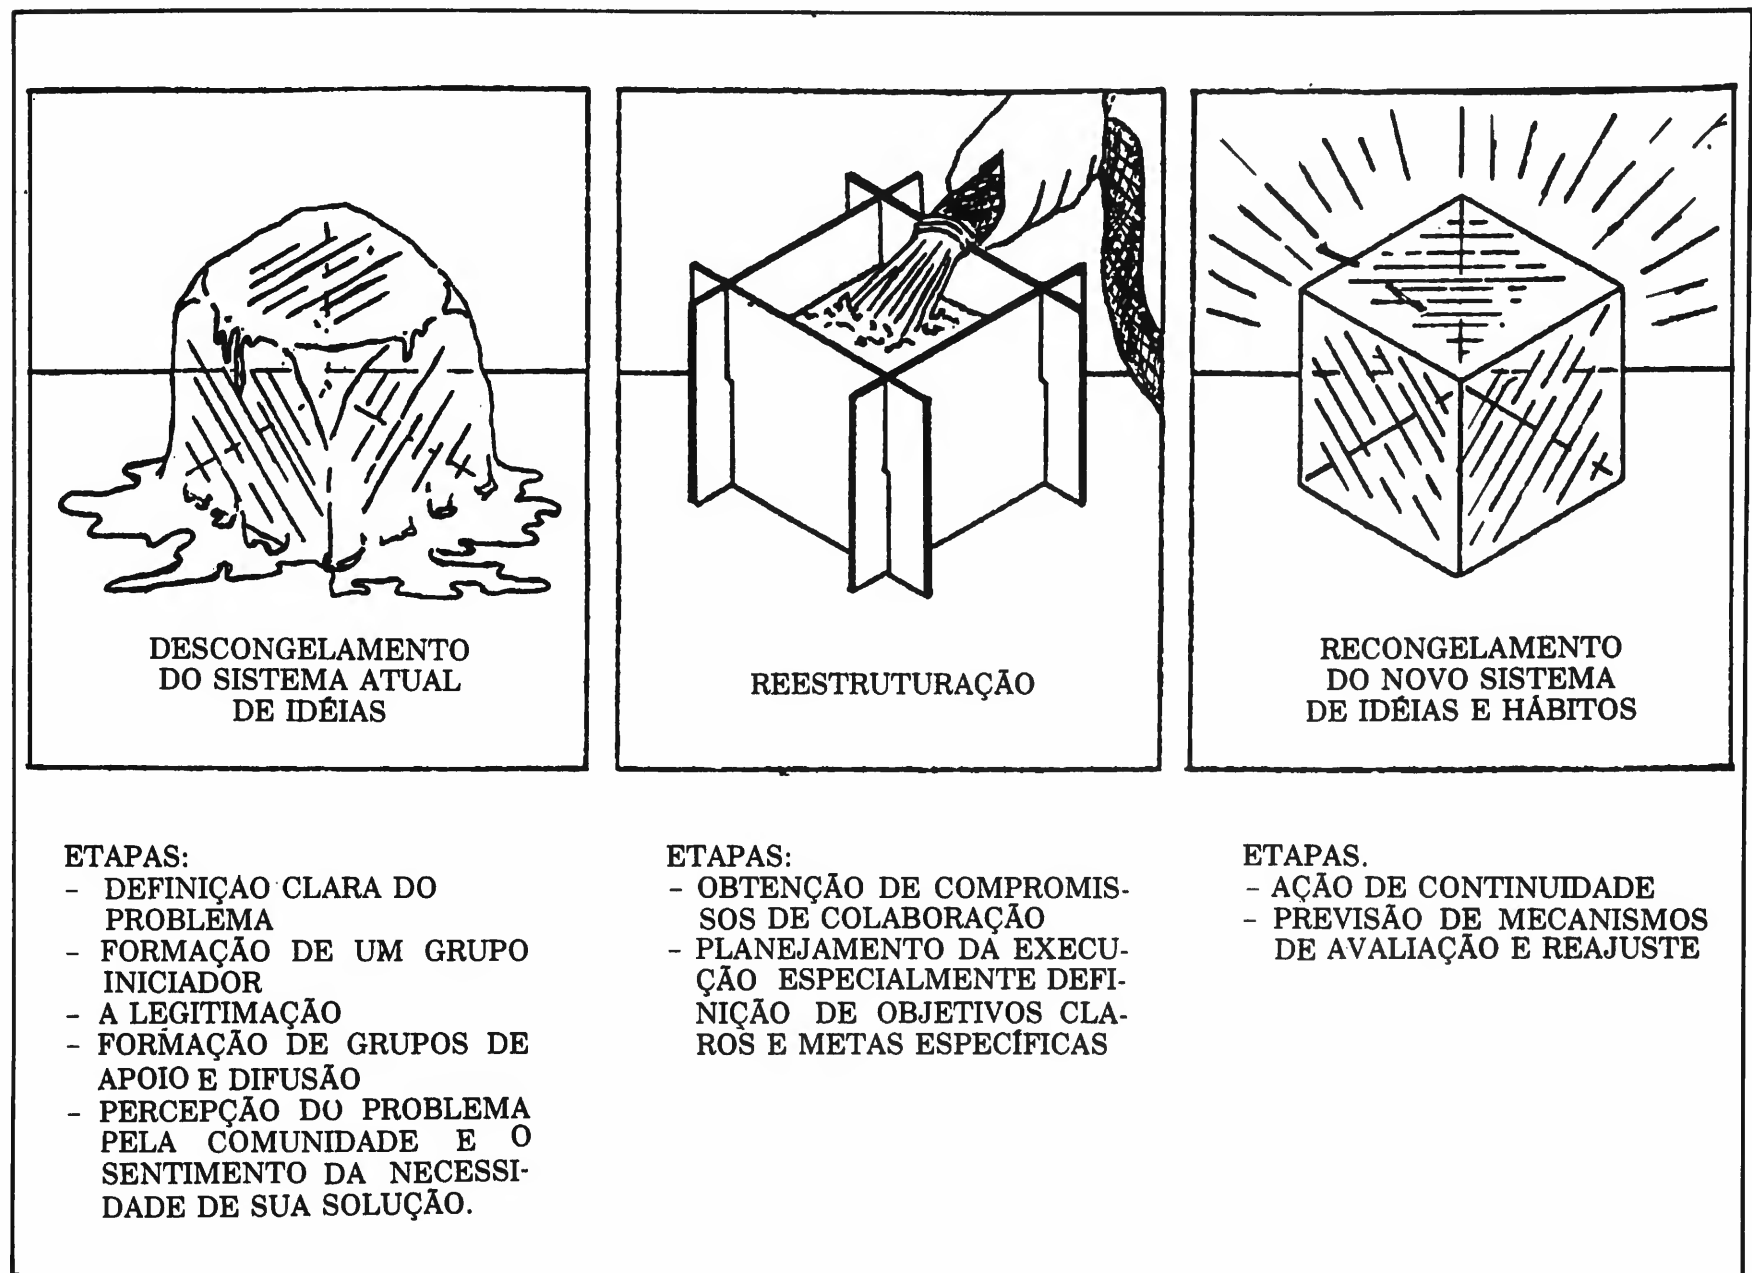 DESCONGELAMENTO
DO SISTEMA ATUAL
DE IDÉIAS
REESTRUTURAÇÃO
RECONGELAMENTO
DO NOVO SISTEMA
DE IDÉIAS E HÁBITOS
ETAPAS:
- DEFINIÇÃO CLARA DO
PROBLEMA
- FORMAÇÃO DE UM GRUPO
INICIADOR
- A LEGITIMAÇÃO
- FORMAÇÃO DE GRUPOS DE
APOIO E DIFUSÃO
- PERCEPÇÃO DO PROBLEMA
PELA COMUNIDADE E O
SENTIMENTO DA NECESSI-
DADE DE SUA SOLUÇÃO.
ETAPAS:
- OBTENÇÃO DE COMPROMIS-
SOS DE COLABORAÇÃO
- PLANEJAMENTO DA EXECU-
ÇÃO ESPECIALMENTE DEFI-
NIÇÃO DE OBJETIVOS CLA-
ROS E METAS ESPECÍFICAS
ETAPAS.
- AÇÃO DE CONTINUIDADE
- PREVISÃO DE MECANISMOS
DE AVALIAÇÃO E REAJUSTE